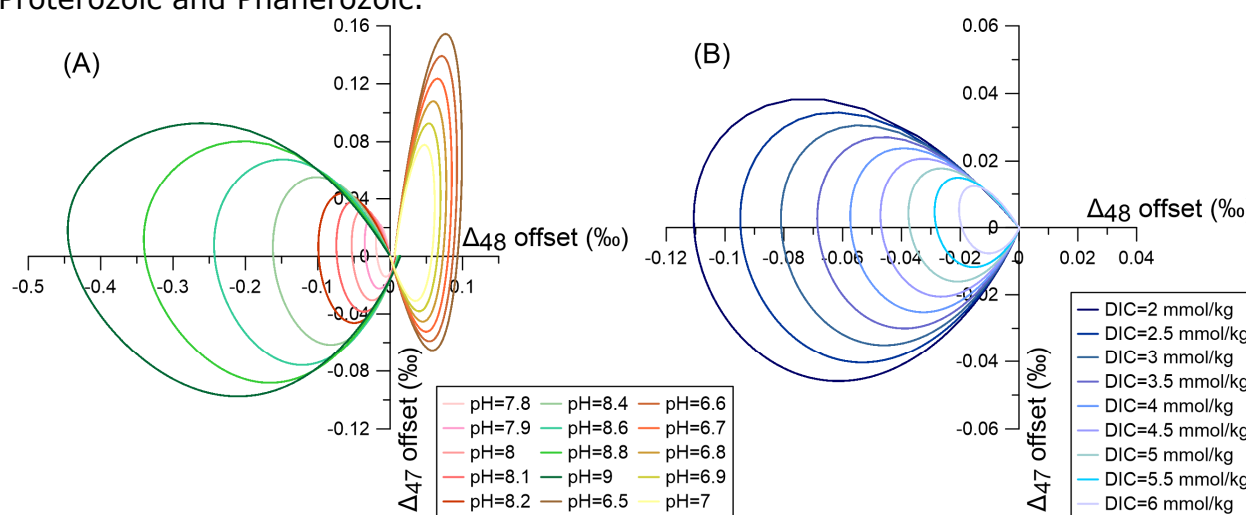 Proterozoic and Phanerozoic.
(A)
0.16
0.12
0.08
0.04
0
-0.04
-0.08
-0.12
-0.5 -0.4 -0.3 -0.2 -0.1 0 0.1
Δ48 offset (‰)
Δ47 offset (‰)
pH=7.8 pH=8.4 pH=6.6
pH=7.9 pH=8.6 pH=6.7
pH=8 pH=8.8 pH=6.8
pH=8.1 pH=9 pH=6.9
pH=8.2 pH=6.5 pH=7
(B)
0.06
0.04
0.02
0
-0.02
-0.04
-0.06
-0.12 -0.10 -0.08 -0.06 -0.04 -0.02 0 0.02 0.04
Δ48 offset (‰
Δ47 offset (‰)
DIC=2 mmol/kg
DIC=2.5 mmol/kg
DIC=3 mmol/kg
DIC=3.5 mmol/kg
DIC=4 mmol/kg
DIC=4.5 mmol/kg
DIC=5 mmol/kg
DIC=5.5 mmol/kg
DIC=6 mmol/kg